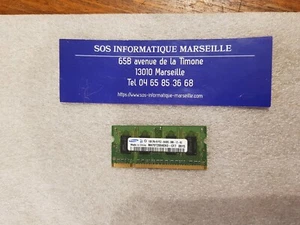 SOS INFORMATIQUE MARSEILLE
65B avenue de la Timone
13010 Marseille
Tel 04 65 85 36 68
https://www.sos-informatique-marseille.com/
SAMSUNG